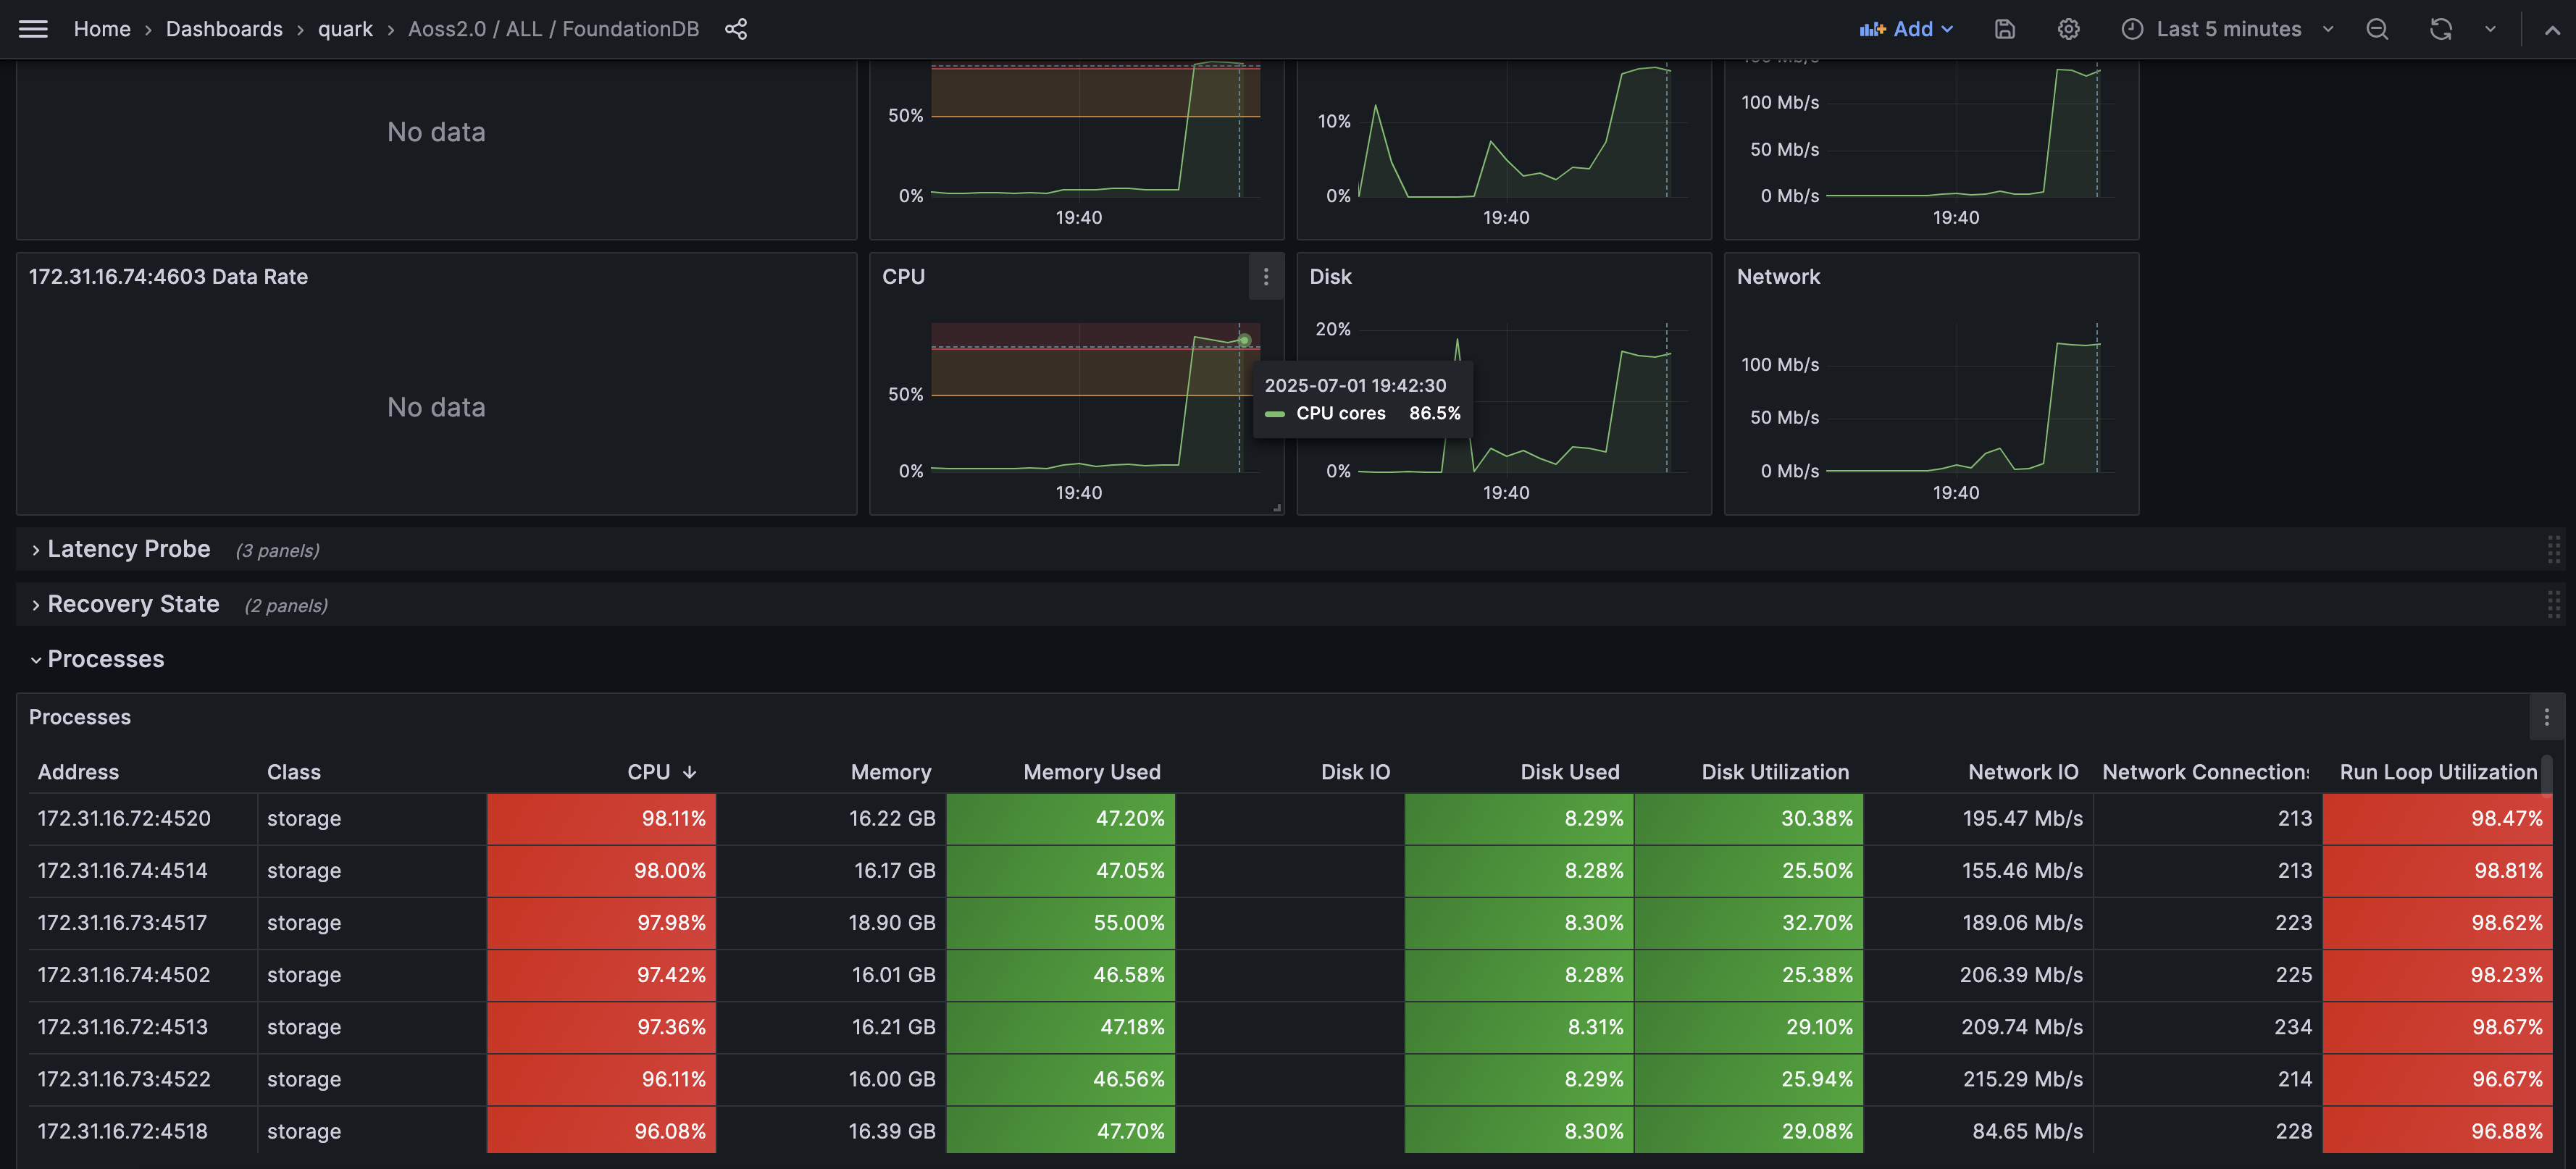 Home › Dashboards › quark › Aoss2.0 / ALL / FoundationDB Add Last 5 minutes
No data
50%
0%
19:40
10%
0%
19:40
100 Mb/s
50 Mb/s
0 Mb/s
19:40
172.31.16.74:4603 Data Rate
No data
CPU
50%
0%
19:40
2025-07-01 19:42:30
CPU cores 86.5%
Disk
20%
0%
19:40
Network
100 Mb/s
50 Mb/s
0 Mb/s
19:40
Latency Probe (3 panels)
Recovery State (2 panels)
Processes
Processes
Address Class CPU ↓ Memory Memory Used Disk IO Disk Used Disk Utilization Network IO Network Connection Run Loop Utilization
172.31.16.72:4520 storage 98.11% 16.22 GB 47.20% 8.29% 30.38% 195.47 Mb/s 213 98.47%
172.31.16.74:4514 storage 98.00% 16.17 GB 47.05% 8.28% 25.50% 155.46 Mb/s 213 98.81%
172.31.16.73:4517 storage 97.98% 18.90 GB 55.00% 8.30% 32.70% 189.06 Mb/s 223 98.62%
172.31.16.74:4502 storage 97.42% 16.01 GB 46.58% 8.28% 25.38% 206.39 Mb/s 225 98.23%
172.31.16.72:4513 storage 97.36% 16.21 GB 47.18% 8.31% 29.10% 209.74 Mb/s 234 98.67%
172.31.16.73:4522 storage 96.11% 16.00 GB 46.56% 8.29% 25.94% 215.29 Mb/s 214 96.67%
172.31.16.72:4518 storage 96.08% 16.39 GB 47.70% 8.30% 29.08% 84.65 Mb/s 228 96.88%